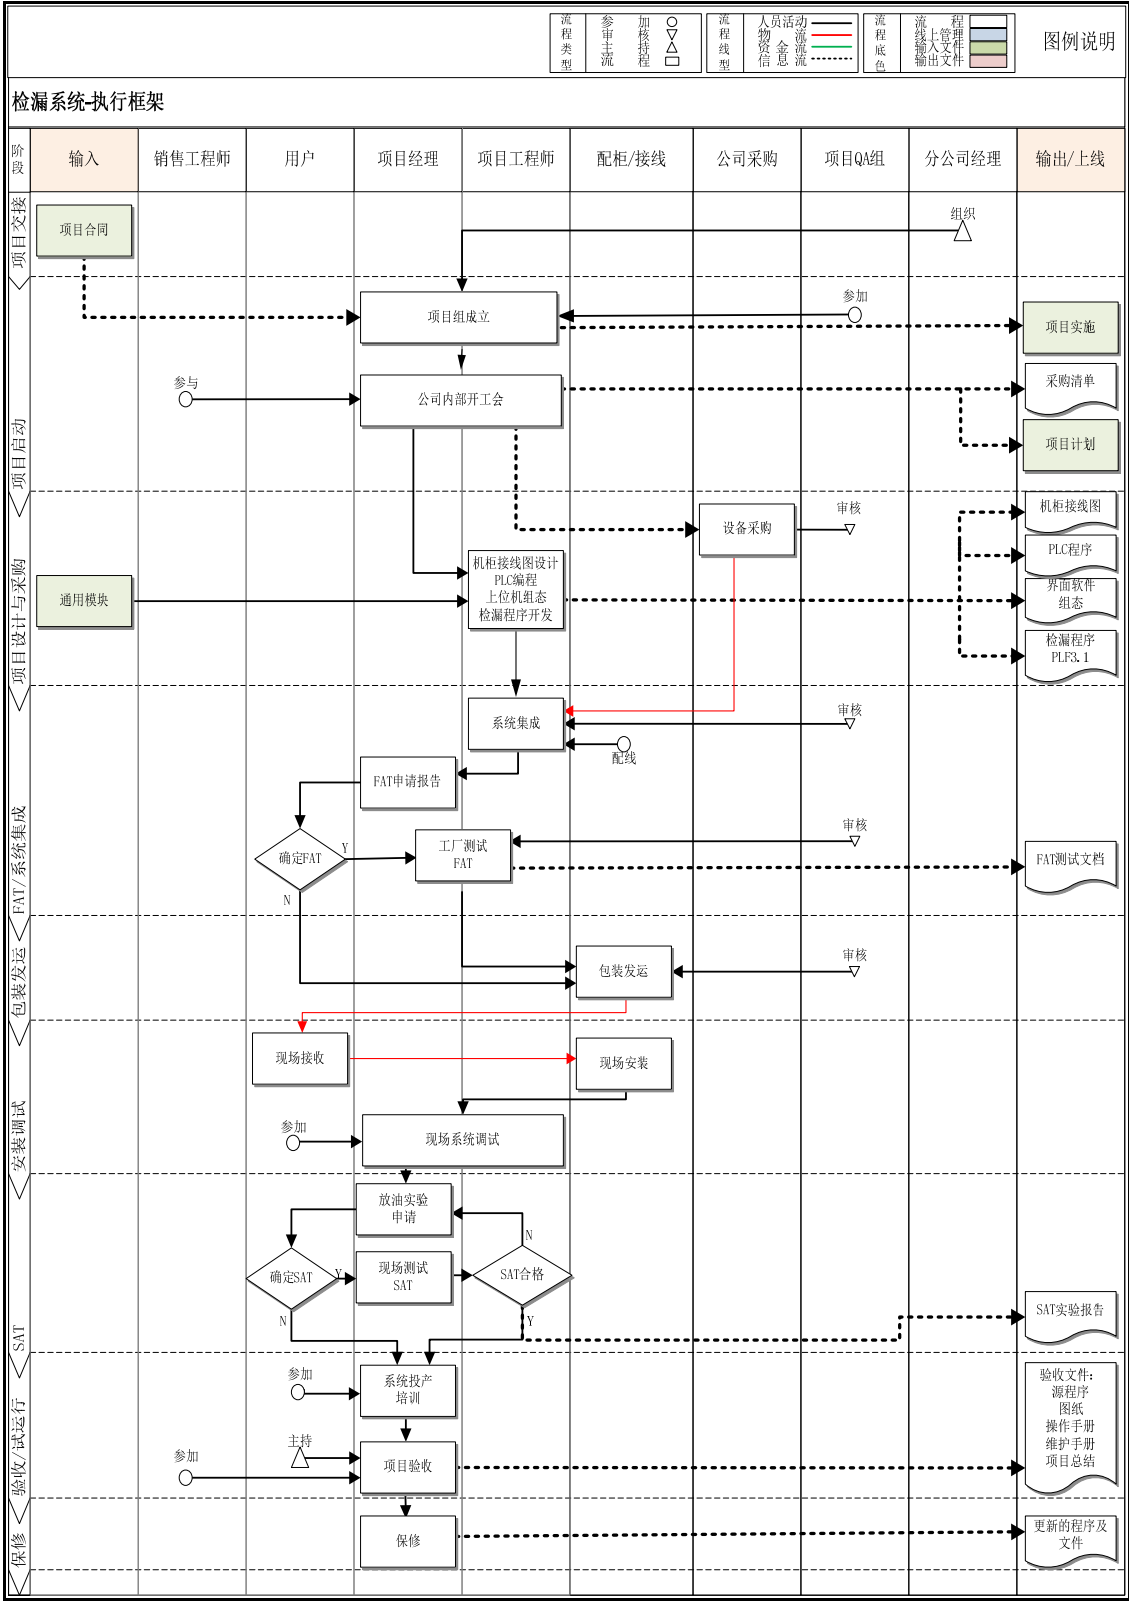 流程类型
参加
审核
主持
流程
流程线型
人员活动
物流
资金流
信息流
流程底色
流程
线上管理
输入文件
输出文件
图例说明
检漏系统-执行框架
阶段
输入
销售工程师
用户
项目经理
项目工程师
配柜/接线
公司采购
项目QA组
分公司经理
输出/上线
项目交接
项目合同
组织
项目启动
项目组成立
参加
项目实施
参与
公司内部开工会
采购清单
项目计划
项目设计与采购
设备采购
审核
机柜接线图
通用模块
机柜接线图设计
PLC编程
上位机组态
检漏程序开发
PLC程序
界面软件
组态
检漏程序
PLF3.1
FAT/系统集成
系统集成
审核
配线
FAT申请报告
确定FAT
Y
N
工厂测试
FAT
审核
FAT测试文档
包装发运
包装发运
审核
安装调试
现场接收
现场安装
参加
现场系统调试
SAT
放油实验
申请
确定SAT
Y
N
现场测试
SAT
SAT合格
N
Y
SAT实验报告
验收/试运行
参加
系统投产
培训
主持
参加
项目验收
验收文件:
源程序
图纸
操作手册
维护手册
项目总结
保修
保修
更新的程序及
文件